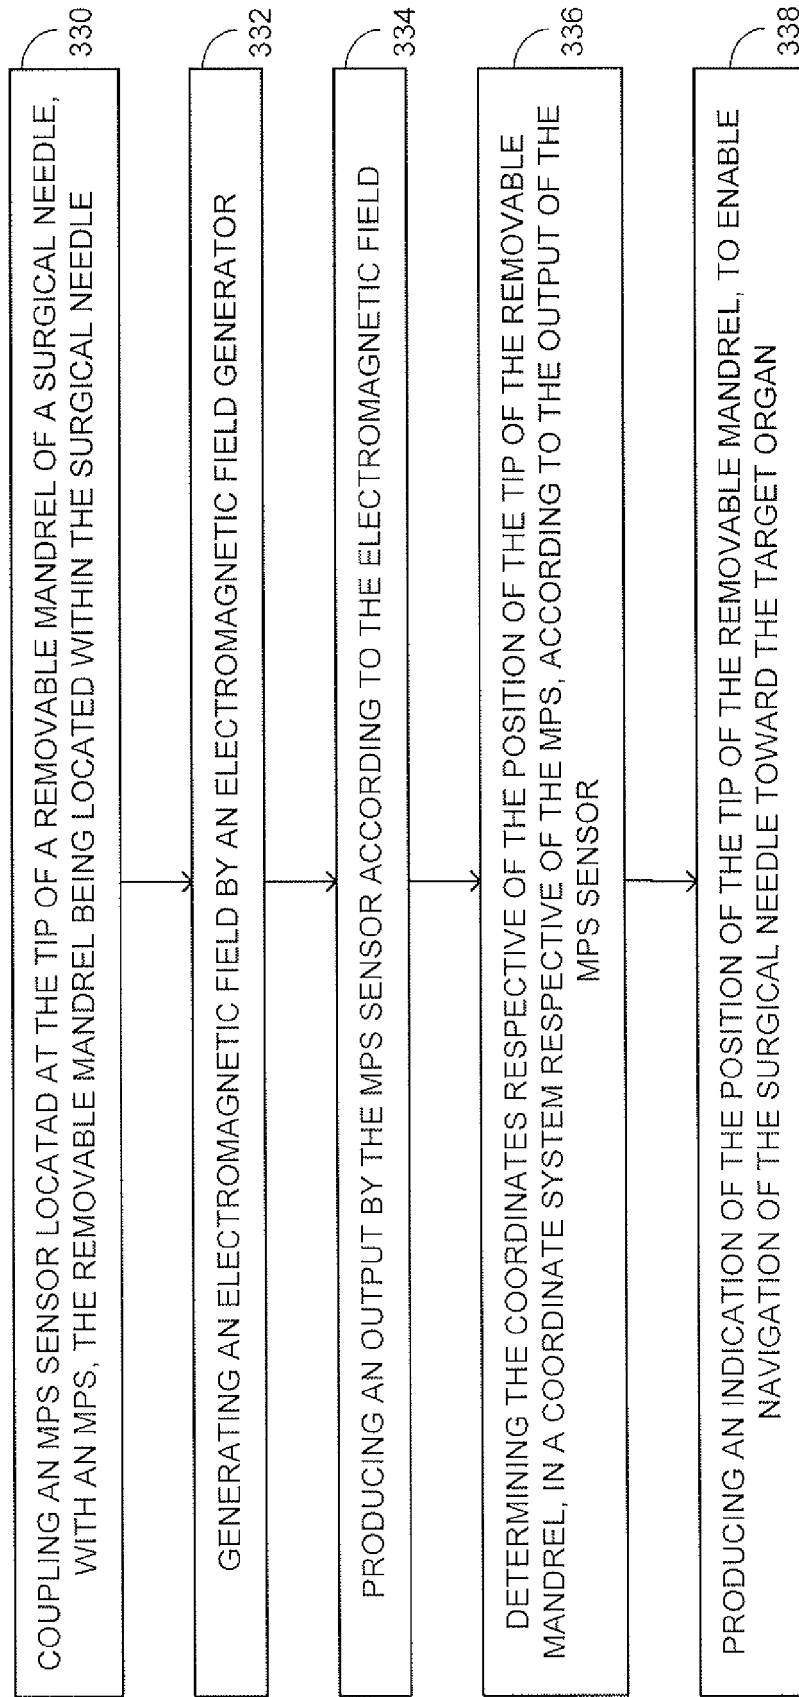 COUPLING AN MPS SENSOR LOCATAD AT THE TIP OF A REMOVABLE MANDREL OF A SURGICAL NEEDLE,
WITH AN MPS, THE REMOVABLE MANDREL BEING LOCATED WITHIN THE SURGICAL NEEDLE
330
GENERATING AN ELECTROMAGNETIC FIELD BY AN ELECTROMAGNETIC FIELD GENERATOR
332
PRODUCING AN OUTPUT BY THE MPS SENSOR ACCORDING TO THE ELECTROMAGNETIC FIELD
334
DETERMINING THE COORDINATES RESPECTIVE OF THE POSITION OF THE TIP OF THE REMOVABLE
MANDREL, IN A COORDINATE SYSTEM RESPECTIVE OF THE MPS, ACCORDING TO THE OUTPUT OF THE
MPS SENSOR
336
PRODUCING AN INDICATION OF THE POSITION OF THE TIP OF THE REMOVABLE MANDREL, TO ENABLE
NAVIGATION OF THE SURGICAL NEEDLE TOWARD THE TARGET ORGAN
338